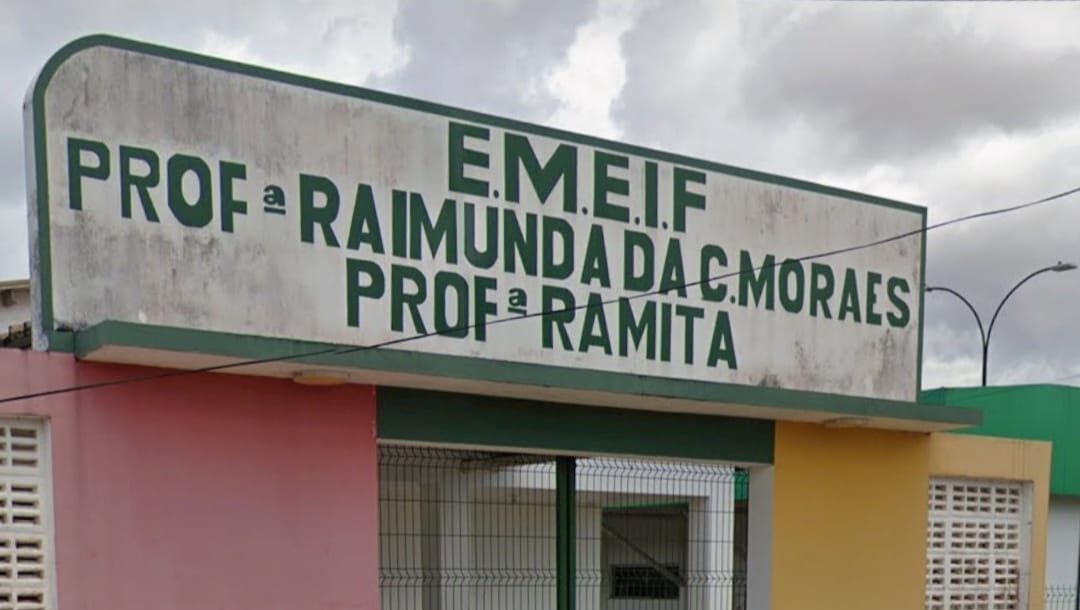 E.M.E.I.F
PROFª RAIMUNDA DA C. MORAES
PROFª RAMITA